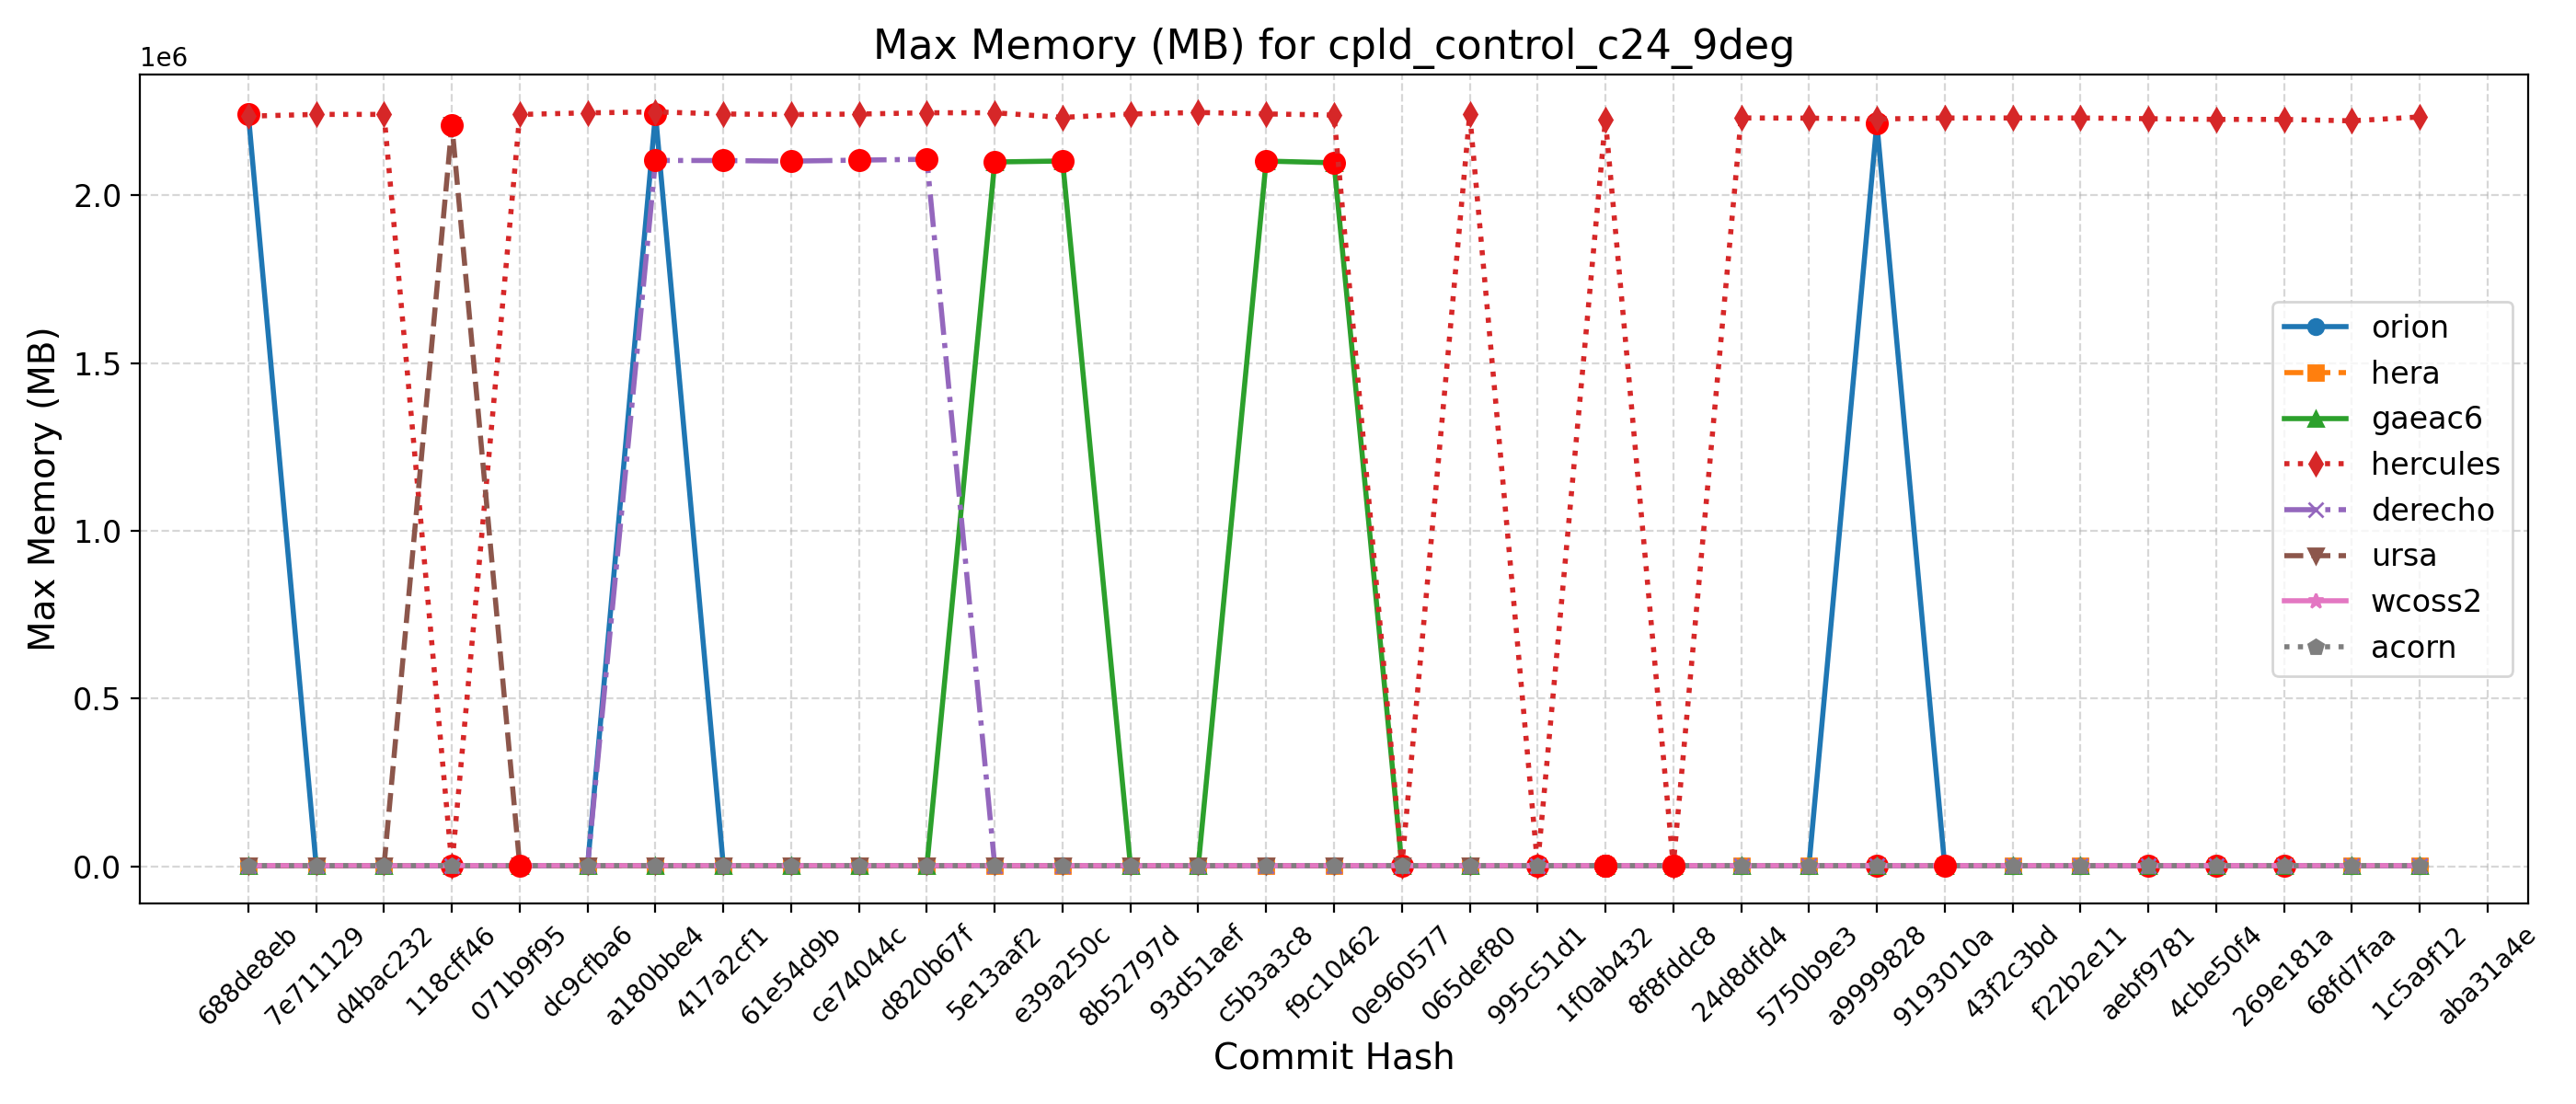 Max Memory (MB) for cpld_control_c24_9deg
1e6
2.0
1.5
1.0
0.5
0.0
Max Memory (MB)
orion
hera
gaeac6
hercules
derecho
ursa
wcoss2
acorn
688de8eb
7e711129
d4bac232
118cff46
071b9f95
dc9cfba6
a180bbe4
417a2cf1
61e54d9b
ce74044c
d820b67f
5e13aaf2
e39a250c
8b52797d
93d51aef
c5b3a3c8
f9c10462
0e960577
065def80
995c51d1
1f0ab432
8f8fddc8
24d8dfd4
5750b9e3
a9999828
9193010a
43f2c3bd
f22b2e11
aebf9781
4cbe50f4
269e181a
68fd7faa
1c5a9f12
aba31a4e
Commit Hash